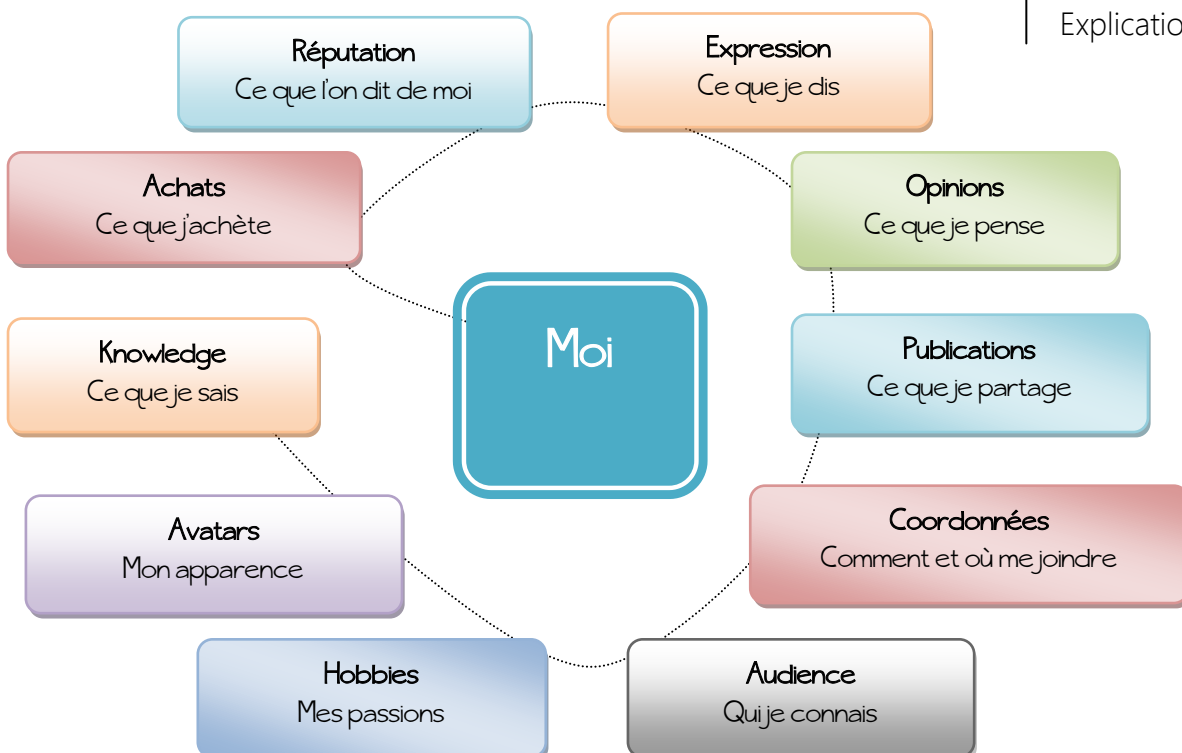 Explicatio
Réputation
Ce que l'on dit de moi
Expression
Ce que je dis
Achats
Ce que j'achète
Opinions
Ce que je pense
Moi
Knowledge
Ce que je sais
Publications
Ce que je partage
Avatars
Mon apparence
Coordonnées
Comment et où me joindre
Hobbies
Mes passions
Audience
Qui je connais